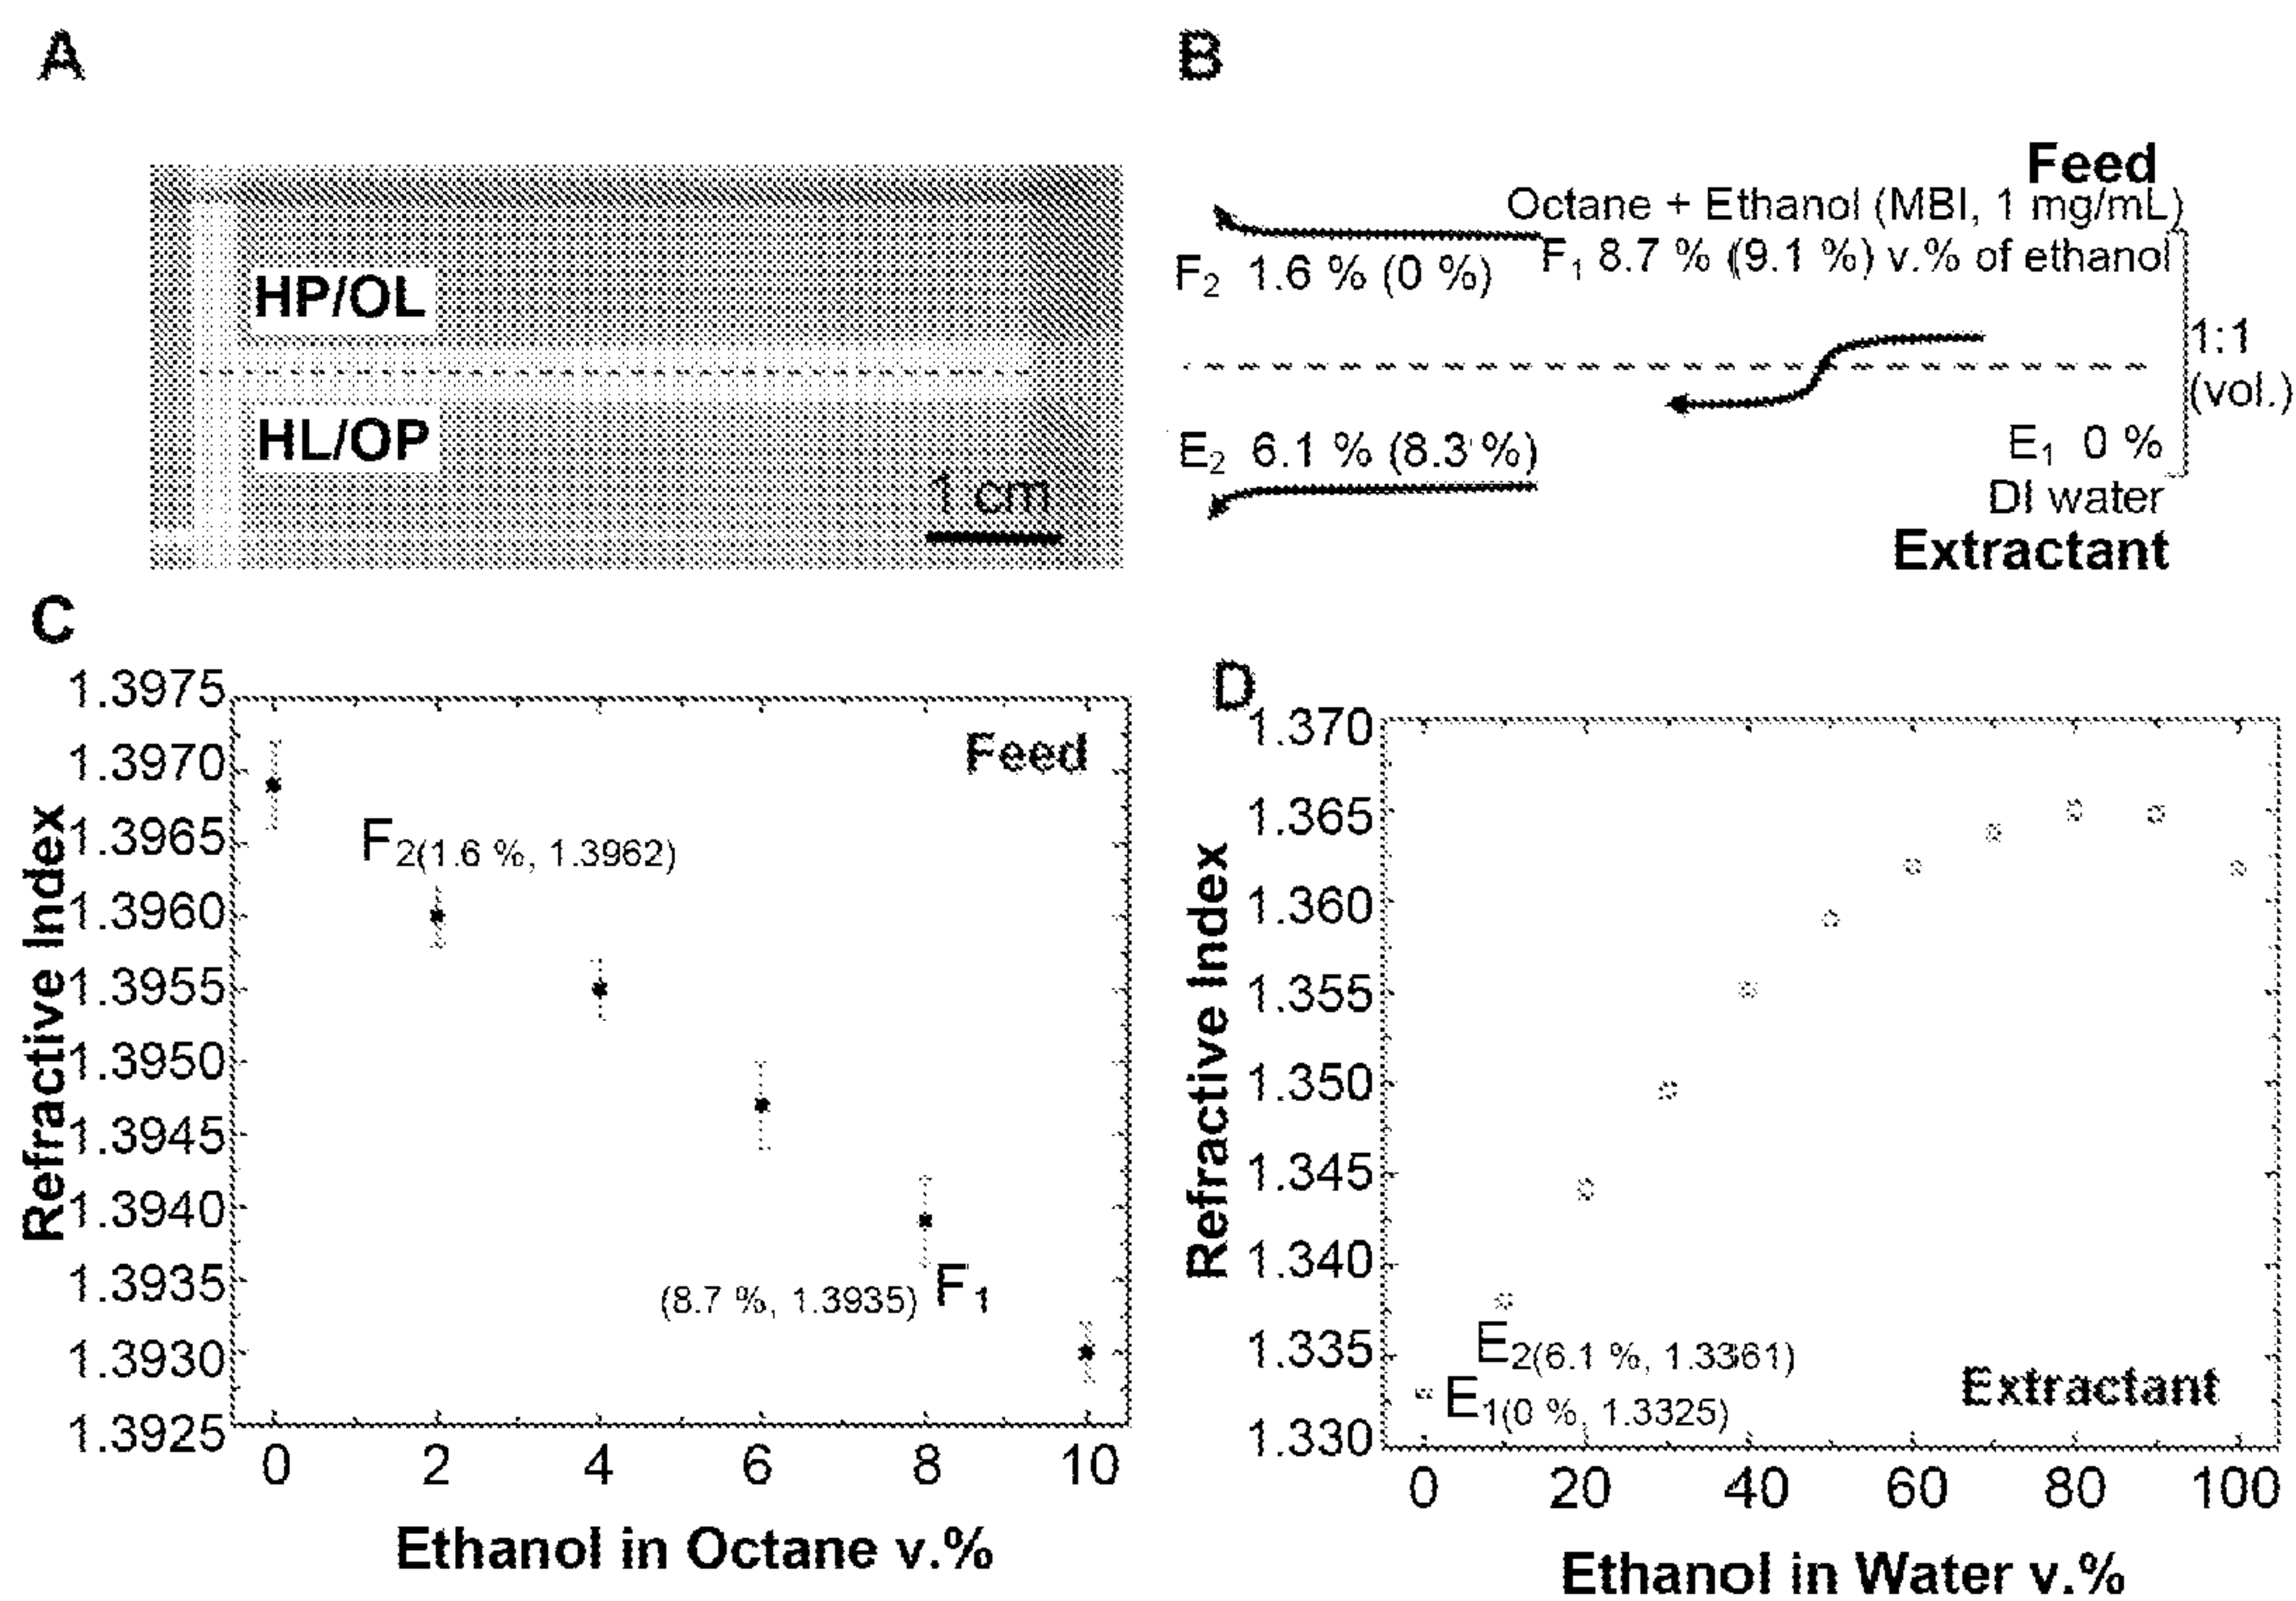 A
HP/OL
HL/OP
1 cm
B
Feed
Octane + Ethanol (MBI, 1 mg/mL)
F₁ 8.7 % (9.1 %) v.% of ethanol
F₂ 1.6 % (0 %)
1:1
(vol.)
E₂ 6.1 % (8.3 %)
E₁ 0 %
DI water
Extractant
C
1.3975
1.3970
1.3965
1.3960
1.3955
1.3950
1.3945
1.3940
1.3935
1.3930
1.3925
Refractive Index
Feed
F₂(1.6 %, 1.3962)
(8.7 %, 1.3935) F₁
0 2 4 6 8 10
Ethanol in Octane v.%
D
1.370
1.365
1.360
1.355
1.350
1.345
1.340
1.335
1.330
Refractive Index
E₂(6.1 %, 1.3361)
E₁(0 %, 1.3325)
Extractant
0 20 40 60 80 100
Ethanol in Water v.%